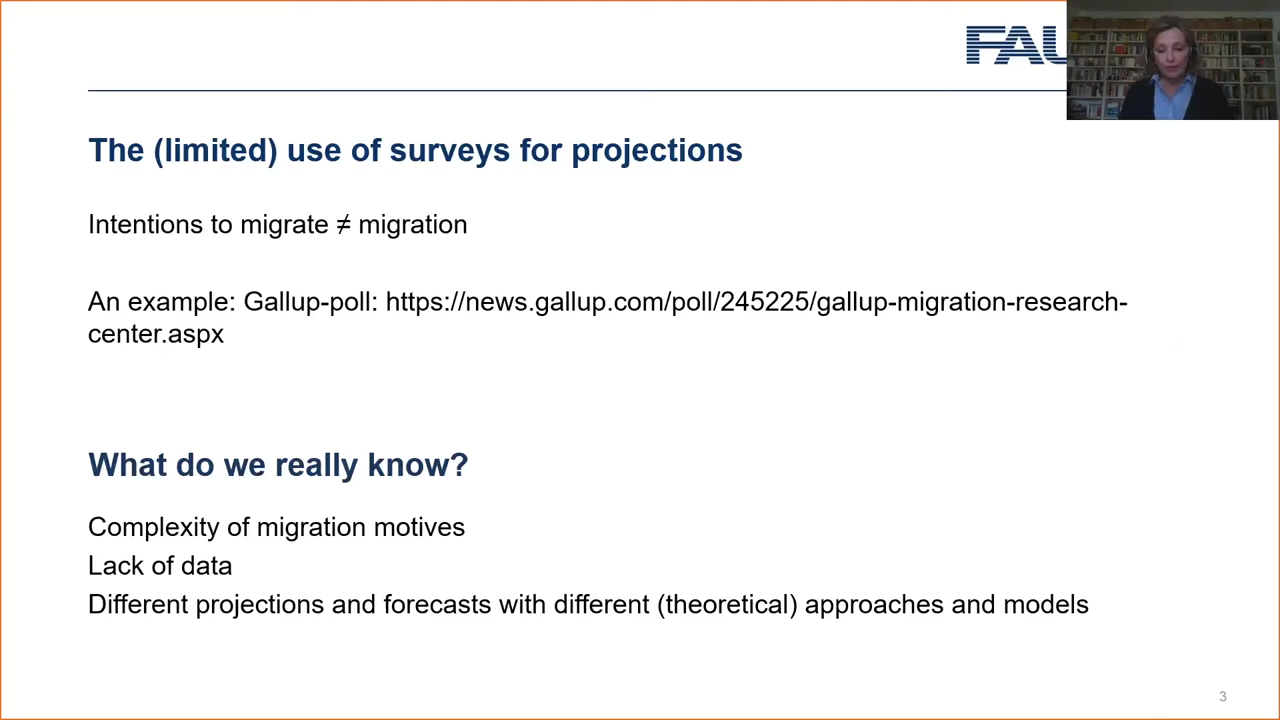 FAU
The (limited) use of surveys for projections
Intentions to migrate ≠ migration
An example: Gallup-poll: https://news.gallup.com/poll/245225/gallup-migration-research-
center.aspx
What do we really know?
Complexity of migration motives
Lack of data
Different projections and forecasts with different (theoretical) approaches and models
3